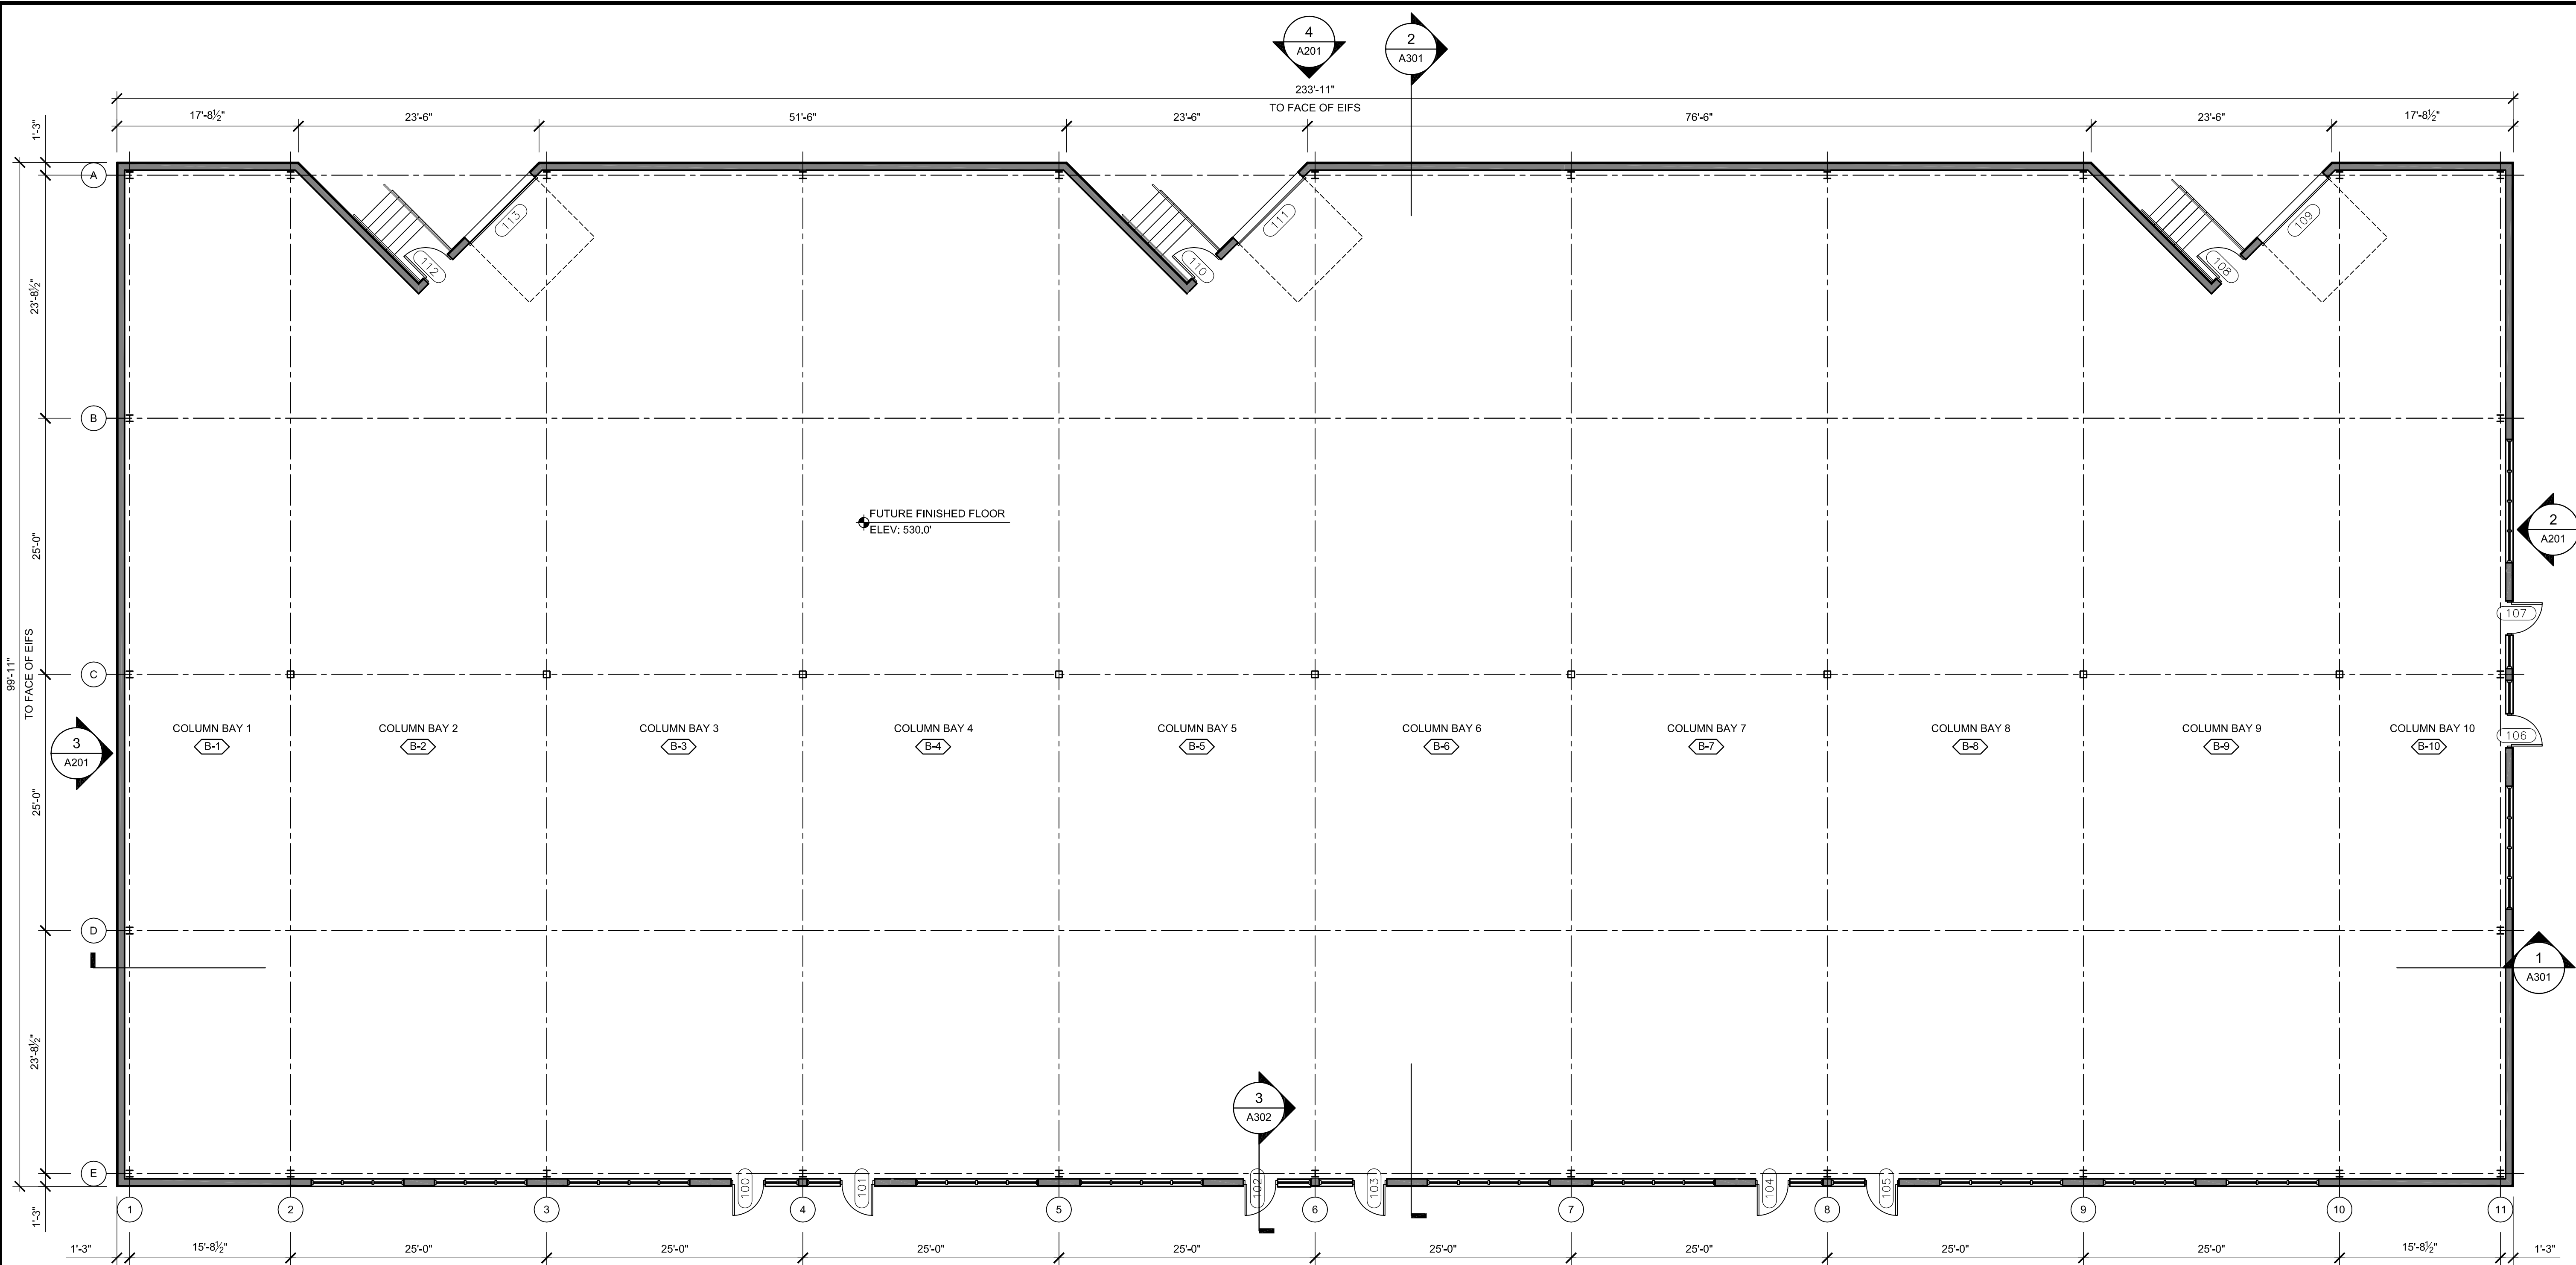 4
A201
2
A301
233'-11"
TO FACE OF EIFS
17'-8½"
23'-6"
51'-6"
23'-6"
76'-6"
23'-6"
17'-8½"
1'-3"
A
113
111
109
112
110
108
23'-8½"
B
FUTURE FINISHED FLOOR
ELEV: 530.0'
2
A201
25'-0"
107
99'-11"
TO FACE OF EIFS
C
COLUMN BAY 1
B-1
COLUMN BAY 2
B-2
COLUMN BAY 3
B-3
COLUMN BAY 4
B-4
COLUMN BAY 5
B-5
COLUMN BAY 6
B-6
COLUMN BAY 7
B-7
COLUMN BAY 8
B-8
COLUMN BAY 9
B-9
COLUMN BAY 10
B-10
106
3
A201
25'-0"
D
1
A301
23'-8½"
3
A302
E
100
101
102
103
104
105
1'-3"
1
2
3
4
5
6
7
8
9
10
11
1'-3"
15'-8½"
25'-0"
25'-0"
25'-0"
25'-0"
25'-0"
25'-0"
25'-0"
25'-0"
15'-8½"
1'-3"